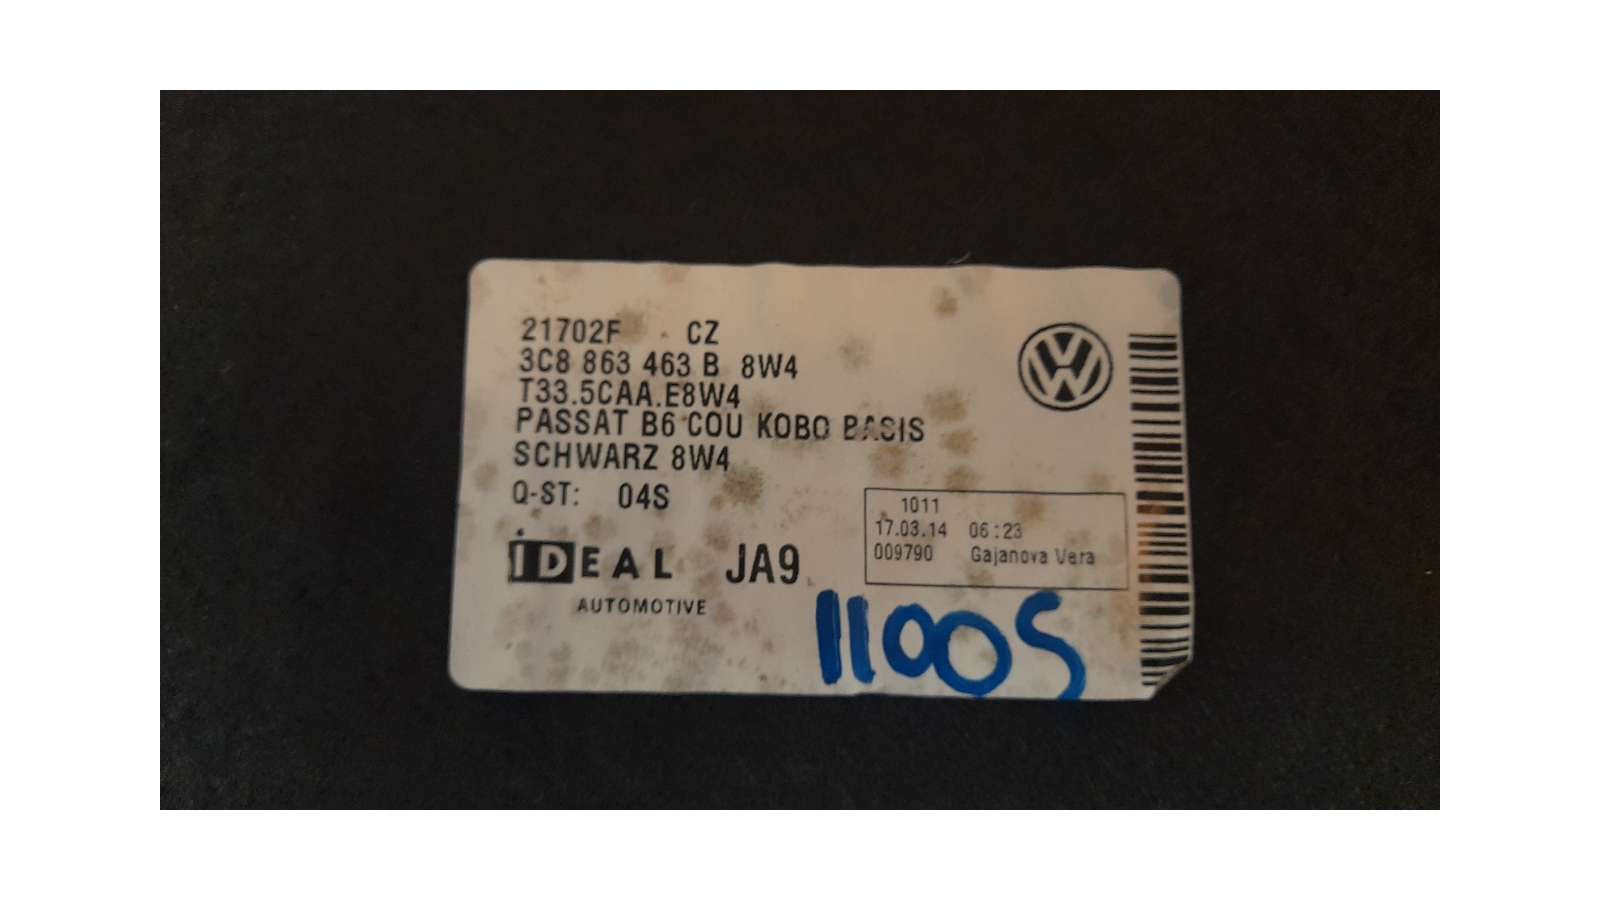 21702F CZ
3C8 863 463 B 8W4
T33.5CAA.E8W4
PASSAT B6 COU KOBO BASIS
SCHWARZ 8W4
Q-ST: 04S
iDEAL JA9
AUTOMOTIVE
1011
17.03.14 06:23
009790 Gajanova Vera
11005